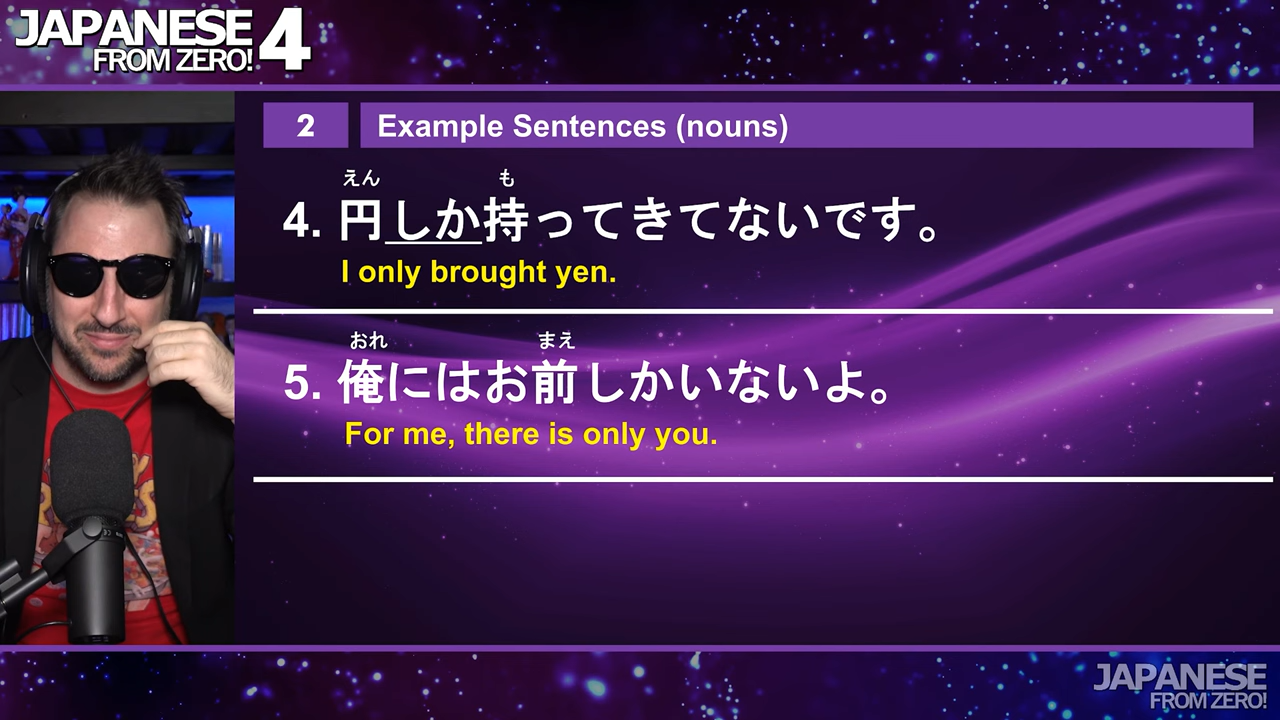 JAPANESE
FROM ZERO! 4
2 Example Sentences (nouns)
えん も
4. 円しか持ってきてないです。
I only brought yen.
おれ まえ
5. 俺にはお前しかいないよ。
For me, there is only you.
JAPANESE
FROM ZERO!